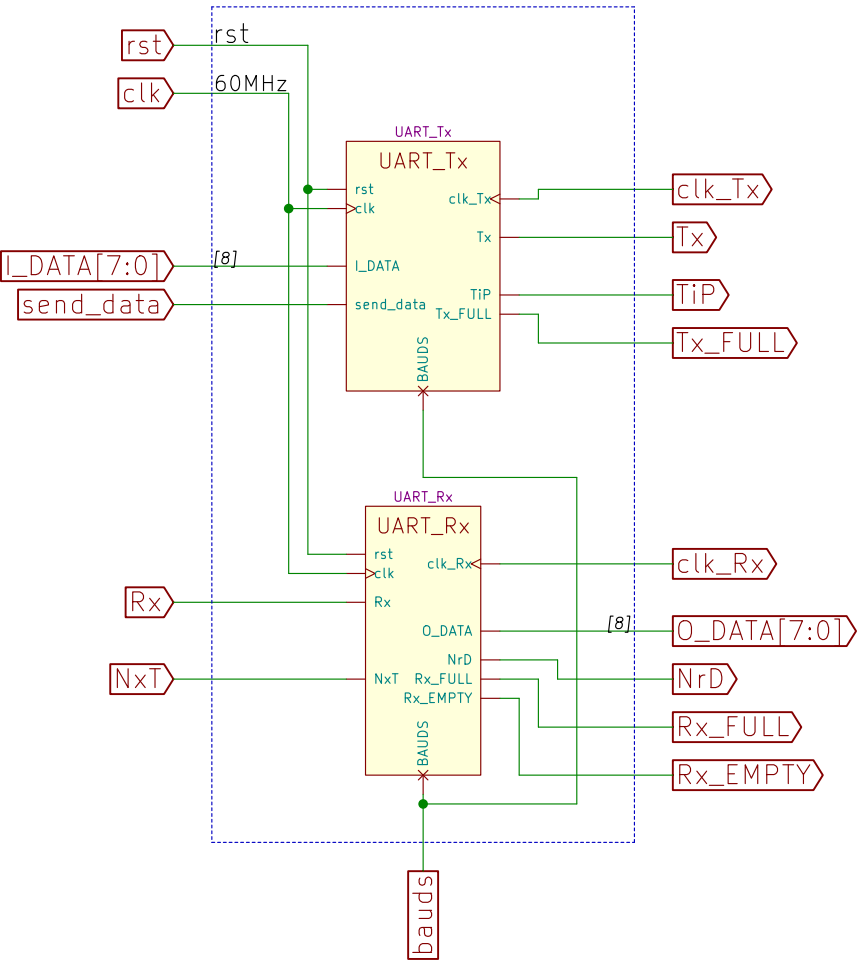 rst
rst
clk
60MHz
UART_Tx
UART_Tx
rst
clk_Tx
clk_Tx
clk
Tx
Tx
I_DATA[7:0]
[8]
I_DATA
send_data
send_data
TiP
TiP
Tx_FULL
Tx_FULL
BAUDS
UART_Rx
UART_Rx
rst
clk_Rx
clk_Rx
clk
Rx
Rx
O_DATA
[8]
O_DATA[7:0]
NrD
NrD
NxT
NxT
Rx_FULL
Rx_FULL
Rx_EMPTY
Rx_EMPTY
BAUDS
bauds